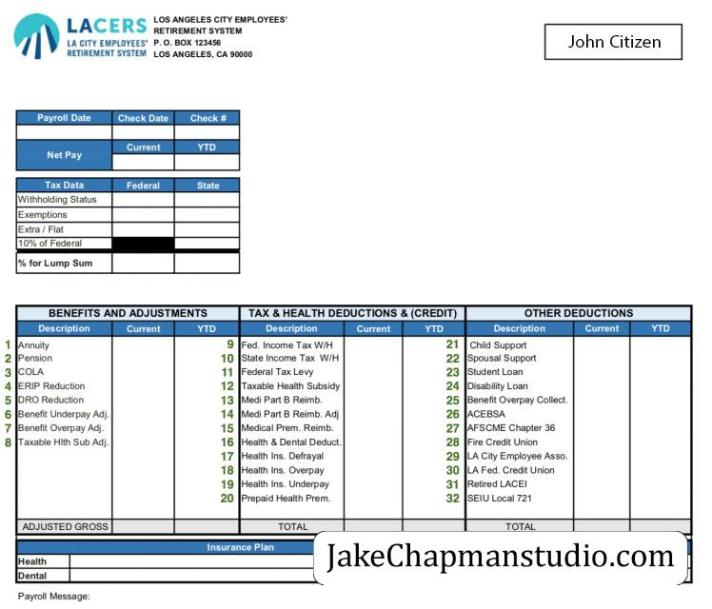 LACERS
LA CITY EMPLOYEES'
RETIREMENT SYSTEM
LOS ANGELES CITY EMPLOYEES'
RETIREMENT SYSTEM
P. O. BOX 123456
LOS ANGELES, CA 90000
John Citizen
Payroll Date Check Date Check #
Net Pay Current YTD
Tax Data Federal State
Withholding Status
Exemptions
Extra / Flat
10% of Federal
% for Lump Sum
BENEFITS AND ADJUSTMENTS TAX & HEALTH DEDUCTIONS & (CREDIT) OTHER DEDUCTIONS
Description Current YTD Description Current YTD Description Current YTD
1 Annuity 9 Fed. Income Tax W/H 21 Child Support
2 Pension 10 State Income Tax W/H 22 Spousal Support
3 COLA 11 Federal Tax Levy 23 Student Loan
4 ERIP Reduction 12 Taxable Health Subsidy 24 Disability Loan
5 DRO Reduction 13 Medi Part B Reimb. 25 Benefit Overpay Collect.
6 Benefit Underpay Adj. 14 Medi Part B Reimb. Adj 26 ACEBSA
7 Benefit Overpay Adj. 15 Medical Prem. Reimb. 27 AFSCME Chapter 36
8 Taxable Hlth Sub Adj. 16 Health & Dental Deduct. 28 Fire Credit Union
17 Health Ins. Defrayal 29 LA City Employee Asso.
18 Health Ins. Overpay 30 LA Fed. Credit Union
19 Health Ins. Underpay 31 Retired LACEI
20 Prepaid Health Prem. 32 SEIU Local 721
ADJUSTED GROSS TOTAL TOTAL
Insurance Plan
Health
Dental
JakeChapmanstudio.com
Payroll Message: